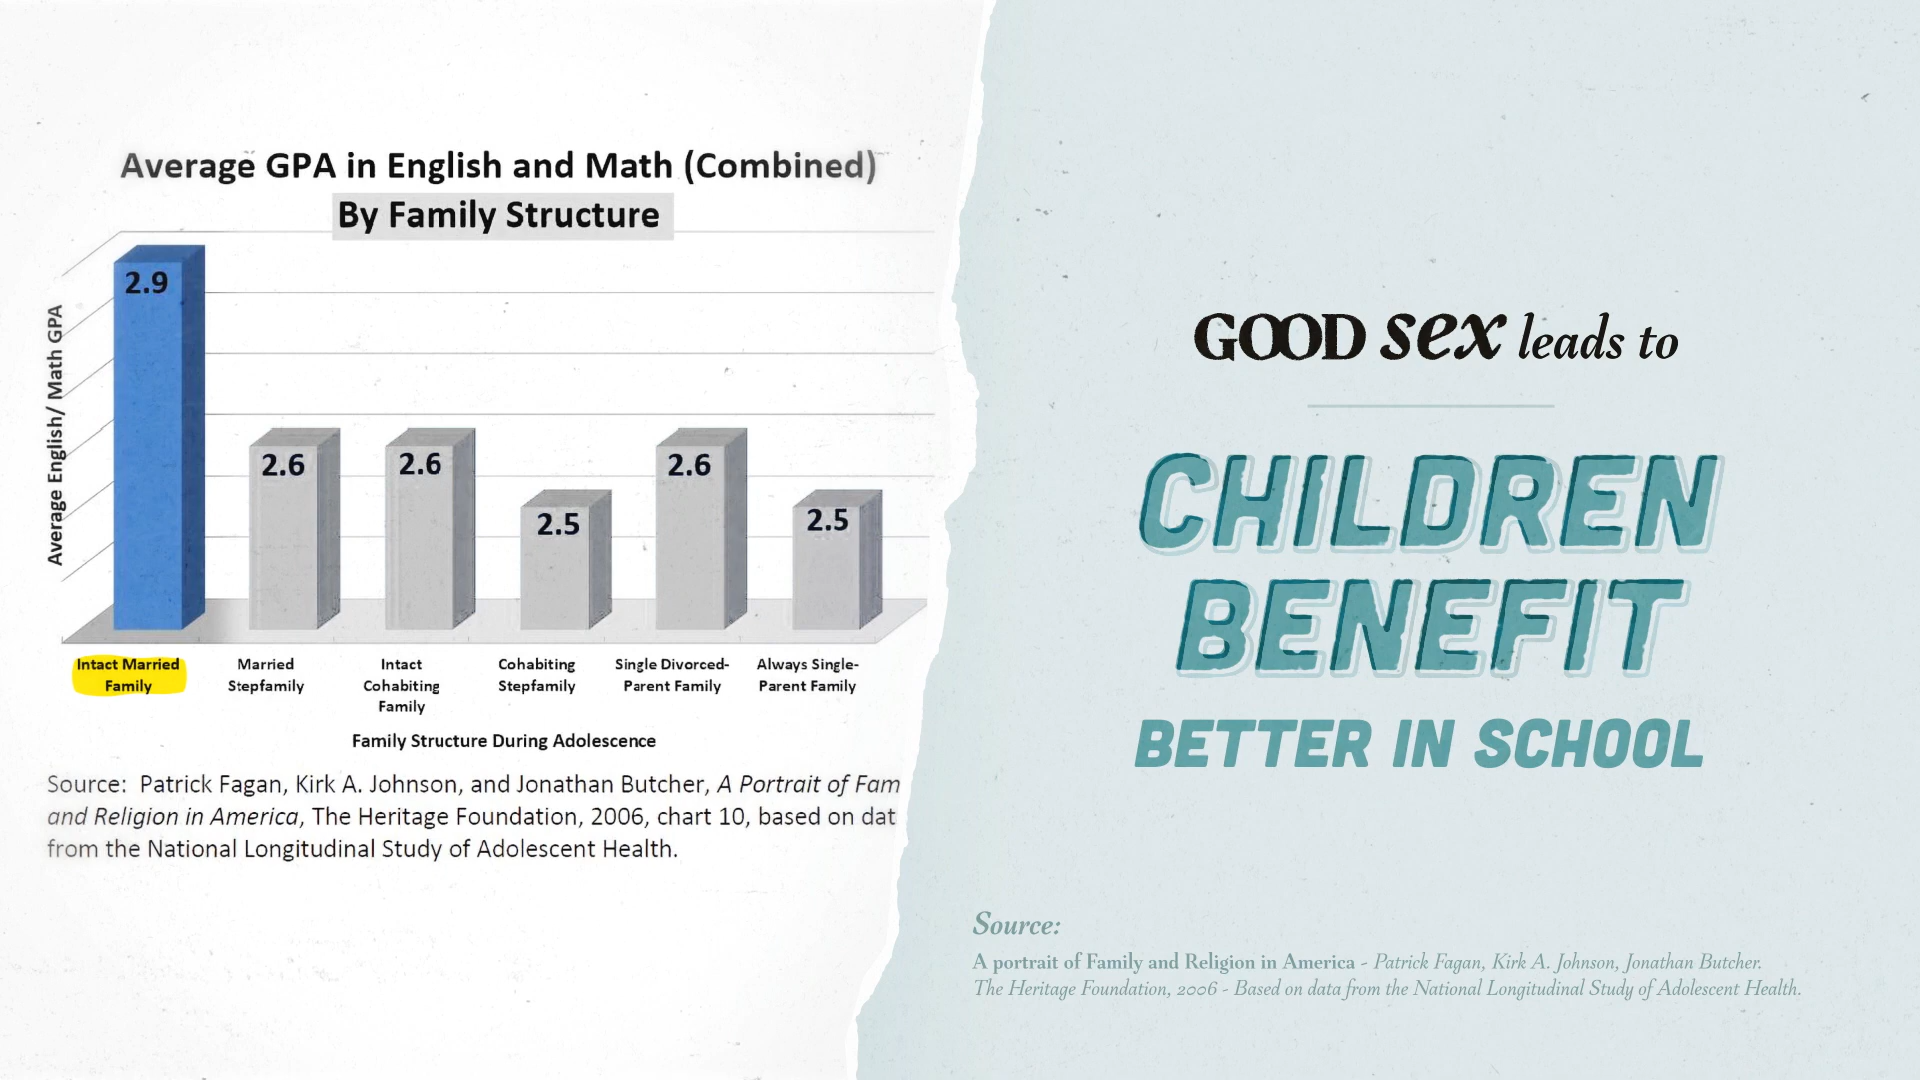 Average GPA in English and Math (Combined)
By Family Structure
Average English/ Math GPA
2.9
2.6
2.6
2.5
2.6
2.5
Intact Married
Family
Married
Stepfamily
Intact
Cohabiting
Family
Cohabiting
Stepfamily
Single Divorced-
Parent Family
Always Single-
Parent Family
Family Structure During Adolescence
Source: Patrick Fagan, Kirk A. Johnson, and Jonathan Butcher, A Portrait of Fam
and Religion in America, The Heritage Foundation, 2006, chart 10, based on dat
from the National Longitudinal Study of Adolescent Health.
GOOD sex leads to
CHILDREN
BENEFIT
BETTER IN SCHOOL
Source:
A portrait of Family and Religion in America - Patrick Fagan, Kirk A. Johnson, Jonathan Butcher.
The Heritage Foundation, 2006 - Based on data from the National Longitudinal Study of Adolescent Health.